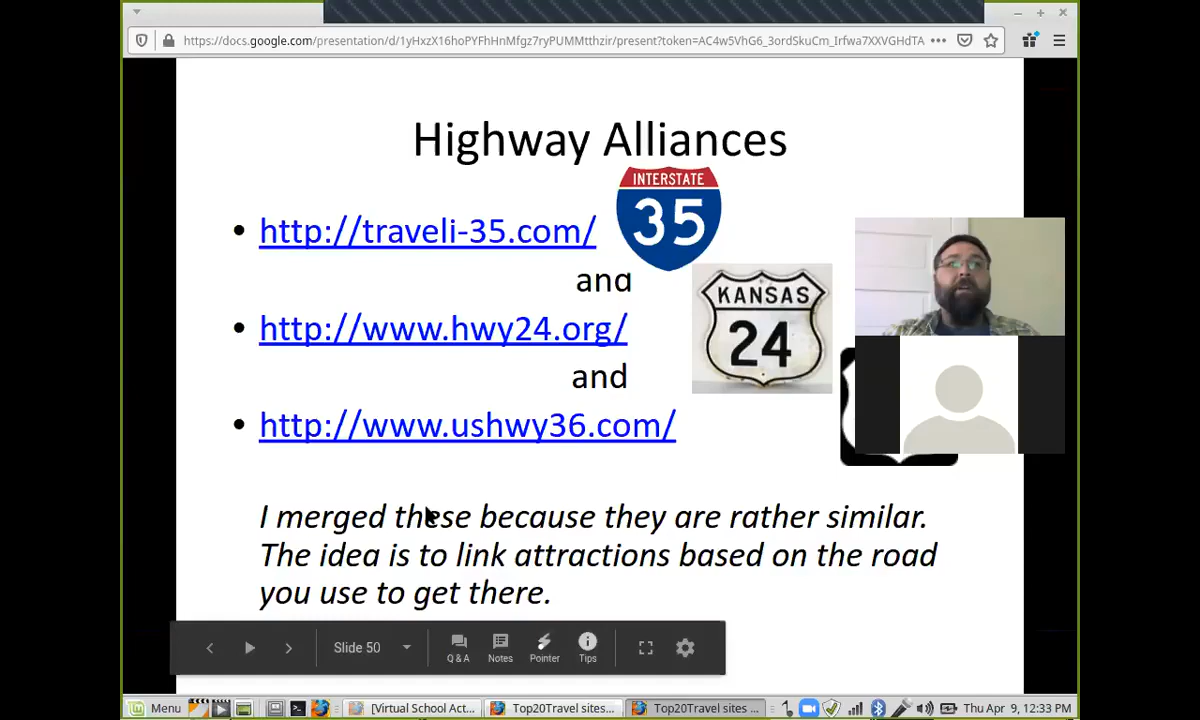 https://docs.google.com/presentation/d/1yHxzX16hoPYFhHnMfgz7ryPUMMtthzir/present?token=AC4w5VhG6_3ordSkuCm_Irfwa7XXVGHdTA
Highway Alliances
INTERSTATE
35
• http://traveli-35.com/
and
KANSAS
24
• http://www.hwy24.org/
and
• http://www.ushwy36.com/
I merged these because they are rather similar.
The idea is to link attractions based on the road
you use to get there.
Slide 50
Q & A
Notes
Pointer
Tips
Menu
[Virtual School Act...
Top20Travel sites...
Top20Travel sites ...
Thu Apr 9, 12:33 PM